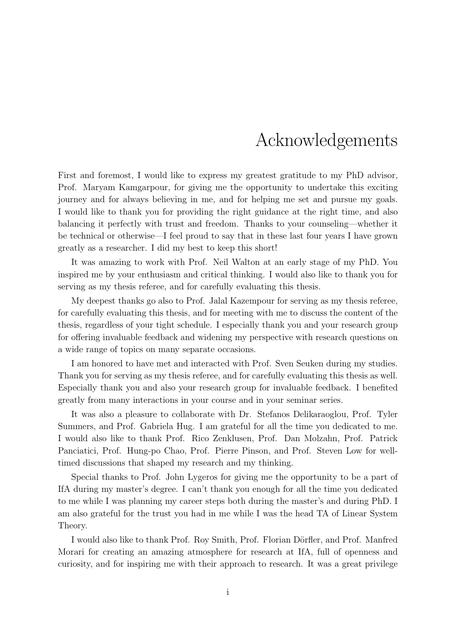 Acknowledgements
First and foremost, I would like to express my greatest gratitude to my PhD advisor,
Prof. Maryam Kamgarpour, for giving me the opportunity to undertake this exciting
journey and for always believing in me, and for helping me set and pursue my goals.
I would like to thank you for providing the right guidance at the right time, and also
balancing it perfectly with trust and freedom. Thanks to your counseling—whether it
be technical or otherwise—I feel proud to say that in these last four years I have grown
greatly as a researcher. I did my best to keep this short!
It was amazing to work with Prof. Neil Walton at an early stage of my PhD. You
inspired me by your enthusiasm and critical thinking. I would also like to thank you for
serving as my thesis referee, and for carefully evaluating this thesis.
My deepest thanks go also to Prof. Jalal Kazempour for serving as my thesis referee,
for carefully evaluating this thesis, and for meeting with me to discuss the content of the
thesis, regardless of your tight schedule. I especially thank you and your research group
for offering invaluable feedback and widening my perspective with research questions on
a wide range of topics on many separate occasions.
I am honored to have met and interacted with Prof. Sven Seuken during my studies.
Thank you for serving as my thesis referee, and for carefully evaluating this thesis as well.
Especially thank you and also your research group for invaluable feedback. I benefited
greatly from many interactions in your course and in your seminar series.
It was also a pleasure to collaborate with Dr. Stefanos Delikaraoglou, Prof. Tyler
Summers, and Prof. Gabriela Hug. I am grateful for all the time you dedicated to me.
I would also like to thank Prof. Rico Zenklusen, Prof. Dan Molzahn, Prof. Patrick
Panciatici, Prof. Hung-po Chao, Prof. Pierre Pinson, and Prof. Steven Low for well-
timed discussions that shaped my research and my thinking.
Special thanks to Prof. John Lygeros for giving me the opportunity to be a part of
IfA during my master's degree. I can't thank you enough for all the time you dedicated
to me while I was planning my career steps both during the master's and during PhD. I
am also grateful for the trust you had in me while I was the head TA of Linear System
Theory.
I would also like to thank Prof. Roy Smith, Prof. Florian Dörfler, and Prof. Manfred
Morari for creating an amazing atmosphere for research at IfA, full of openness and
curiosity, and for inspiring me with their approach to research. It was a great privilege
i